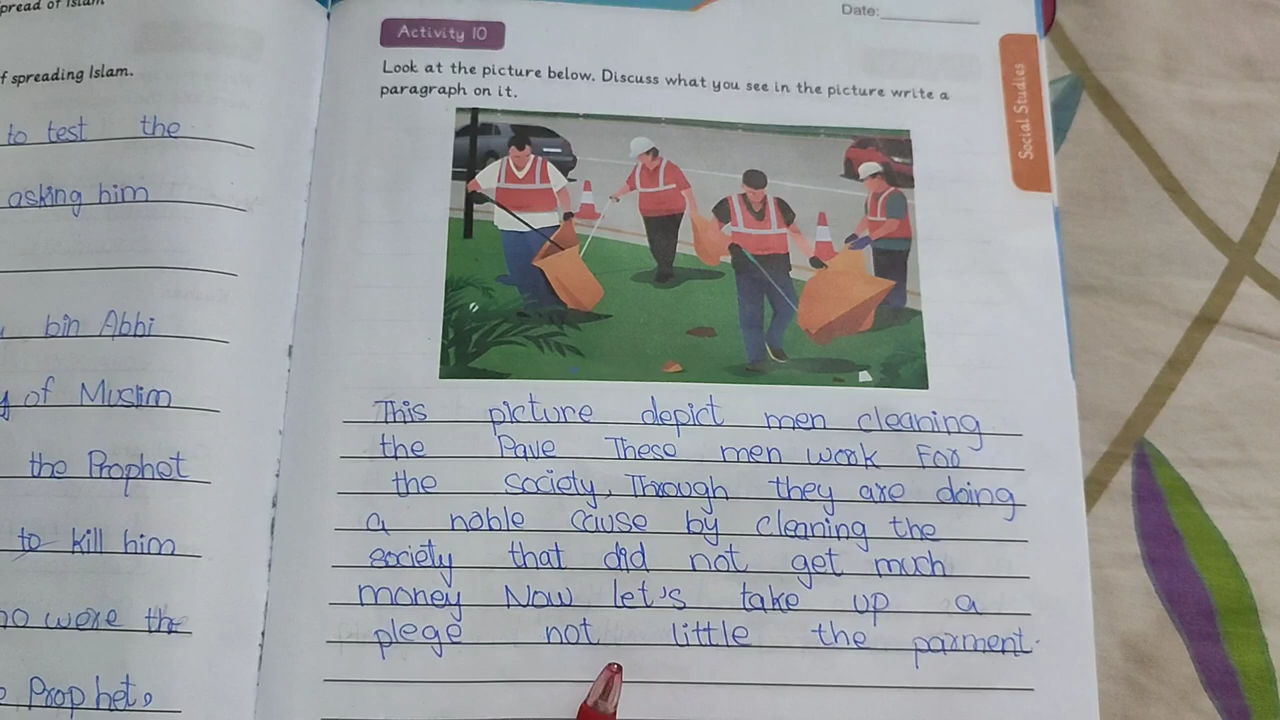 pread of Islam
f spreading Islam.
to test the
asking him
bin Abhi
of Muslim
the Prophet
to kill him
o were the
Prophet,
Date:
Activity 10
Look at the picture below. Discuss what you see in the picture write a
paragraph on it.
Social Studies
This picture depict men cleaning
the Pave These men work For
the society, Through they are doing
a noble cause by cleaning the
society that did not get much
money Now let's take up a
plege not little the parment.